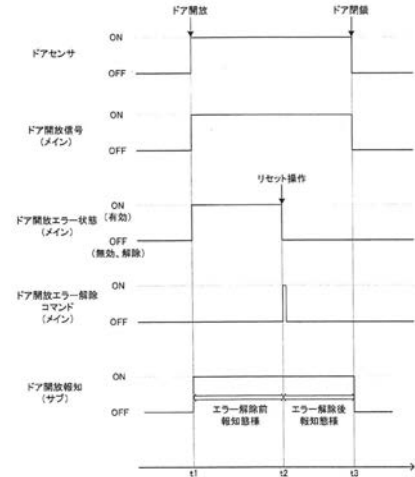 ドア開放
ドア閉鎖
ON
ドアセンサ
OFF
ON
ドア開放信号
(メイン)
OFF
リセット操作
ON
(有効)
ドア開放エラー状態
(メイン)
OFF
(無効、解除)
ON
ドア開放エラー解除
コマンド
(メイン)
OFF
ON
ドア開放報知
(サブ)
OFF
エラー解除前
報知態様
エラー解除後
報知態様
t1
t2
t3